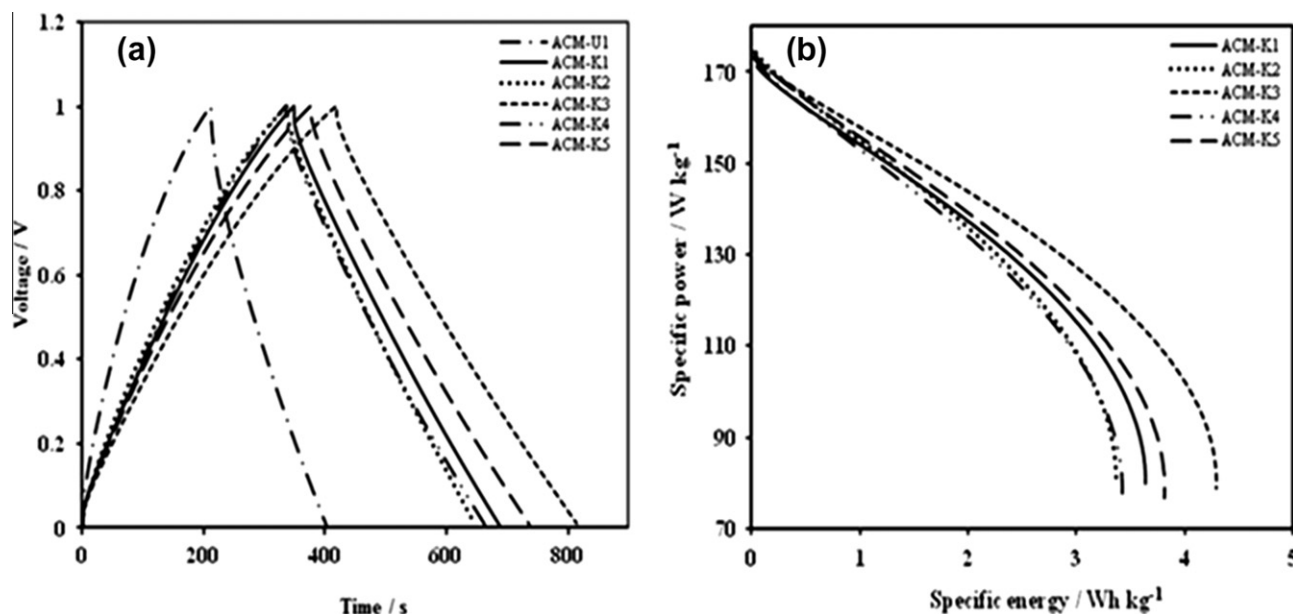 (a)
ACM-U1
ACM-K1
ACM-K2
ACM-K3
ACM-K4
ACM-K5
1.2
1
0.8
0.6
0.4
0.2
0
Voltage / V
0 200 400 600 800
Time / s
(b)
ACM-K1
ACM-K2
ACM-K3
ACM-K4
ACM-K5
170
150
130
110
90
70
Specific power / W kg⁻¹
0 1 2 3 4 5
Specific energy / Wh kg⁻¹